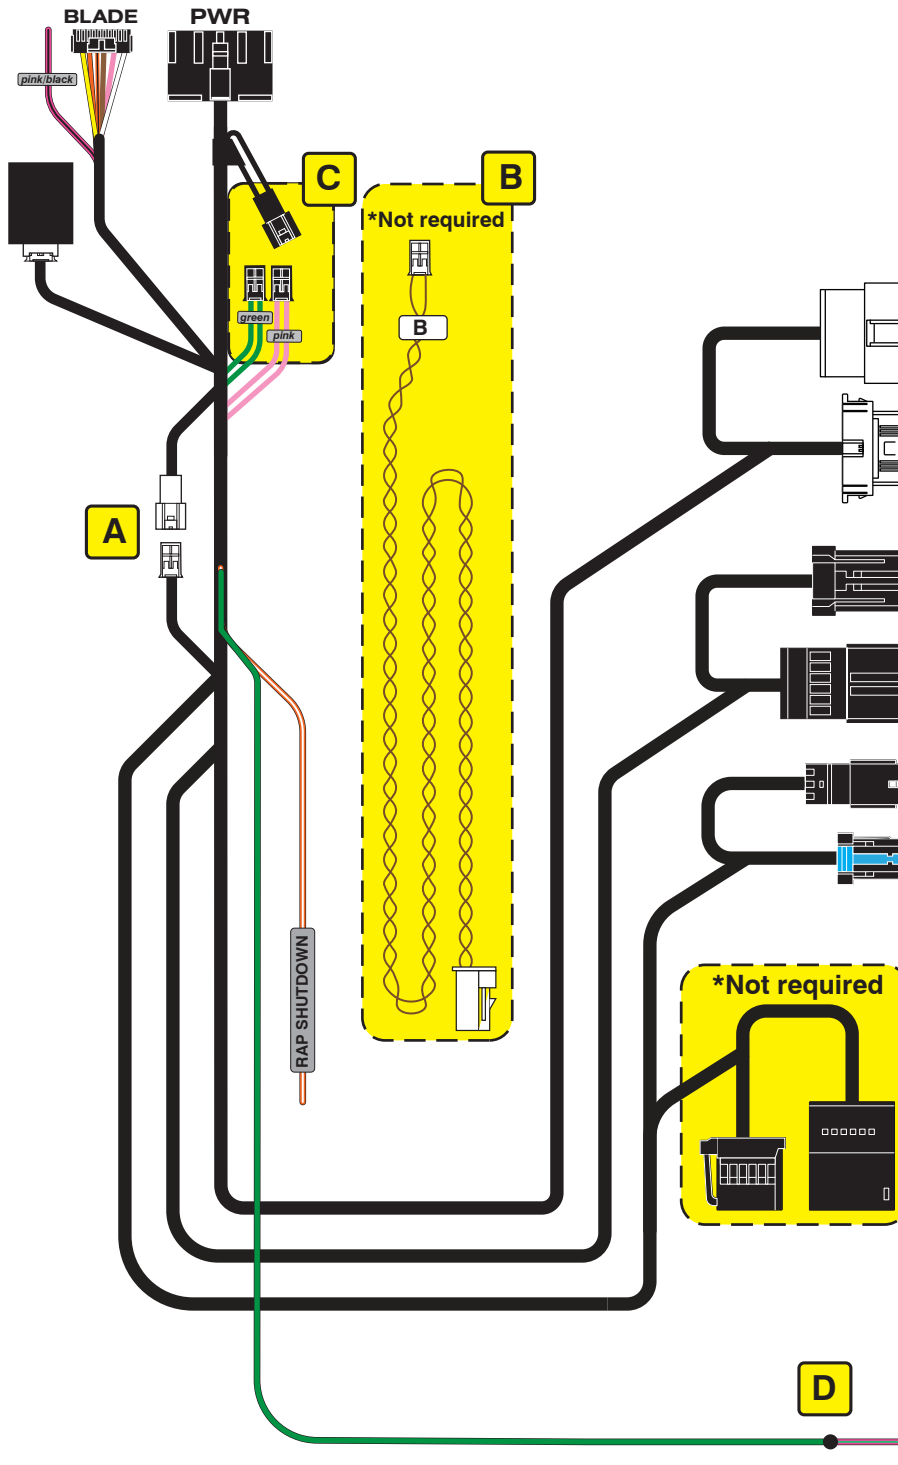 BLADE
PWR
pink/black
C
B
*Not required
green
pink
B
A
RAP SHUTDOWN
*Not required
D